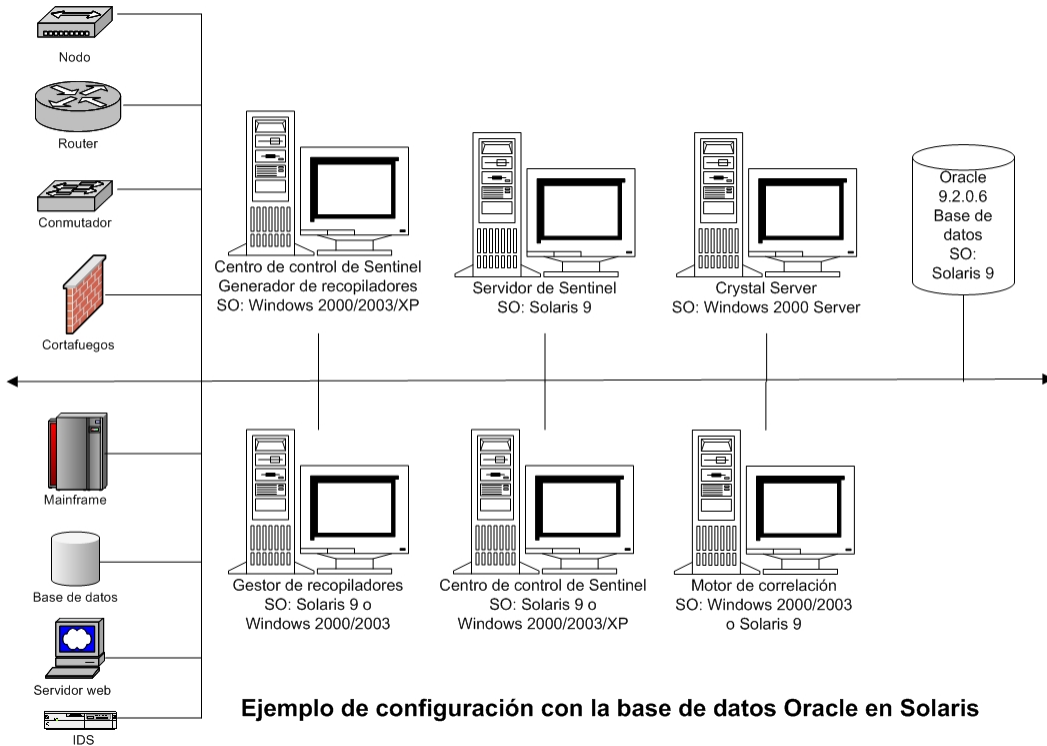 Nodo
Router
Conmutador
Cortafuegos
Mainframe
Base de datos
Servidor web
IDS
Centro de control de Sentinel
Generador de recopiladores
SO: Windows 2000/2003/XP
Servidor de Sentinel
SO: Solaris 9
Crystal Server
SO: Windows 2000 Server
Oracle
9.2.0.6
Base de
datos
SO:
Solaris 9
Gestor de recopiladores
SO: Solaris 9 o
Windows 2000/2003
Centro de control de Sentinel
SO: Solaris 9 o
Windows 2000/2003/XP
Motor de correlación
SO: Windows 2000/2003
o Solaris 9
Ejemplo de configuración con la base de datos Oracle en Solaris